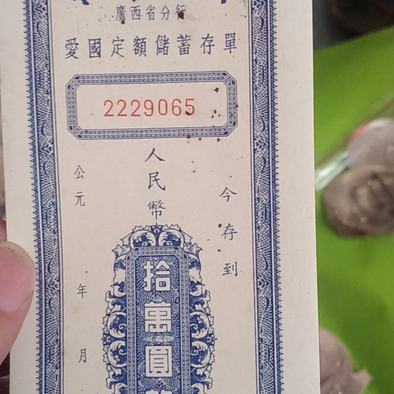 廣西省分行
愛國定額儲蓄存單
2229065
今存到
人民幣
拾萬圓
公元
年
月